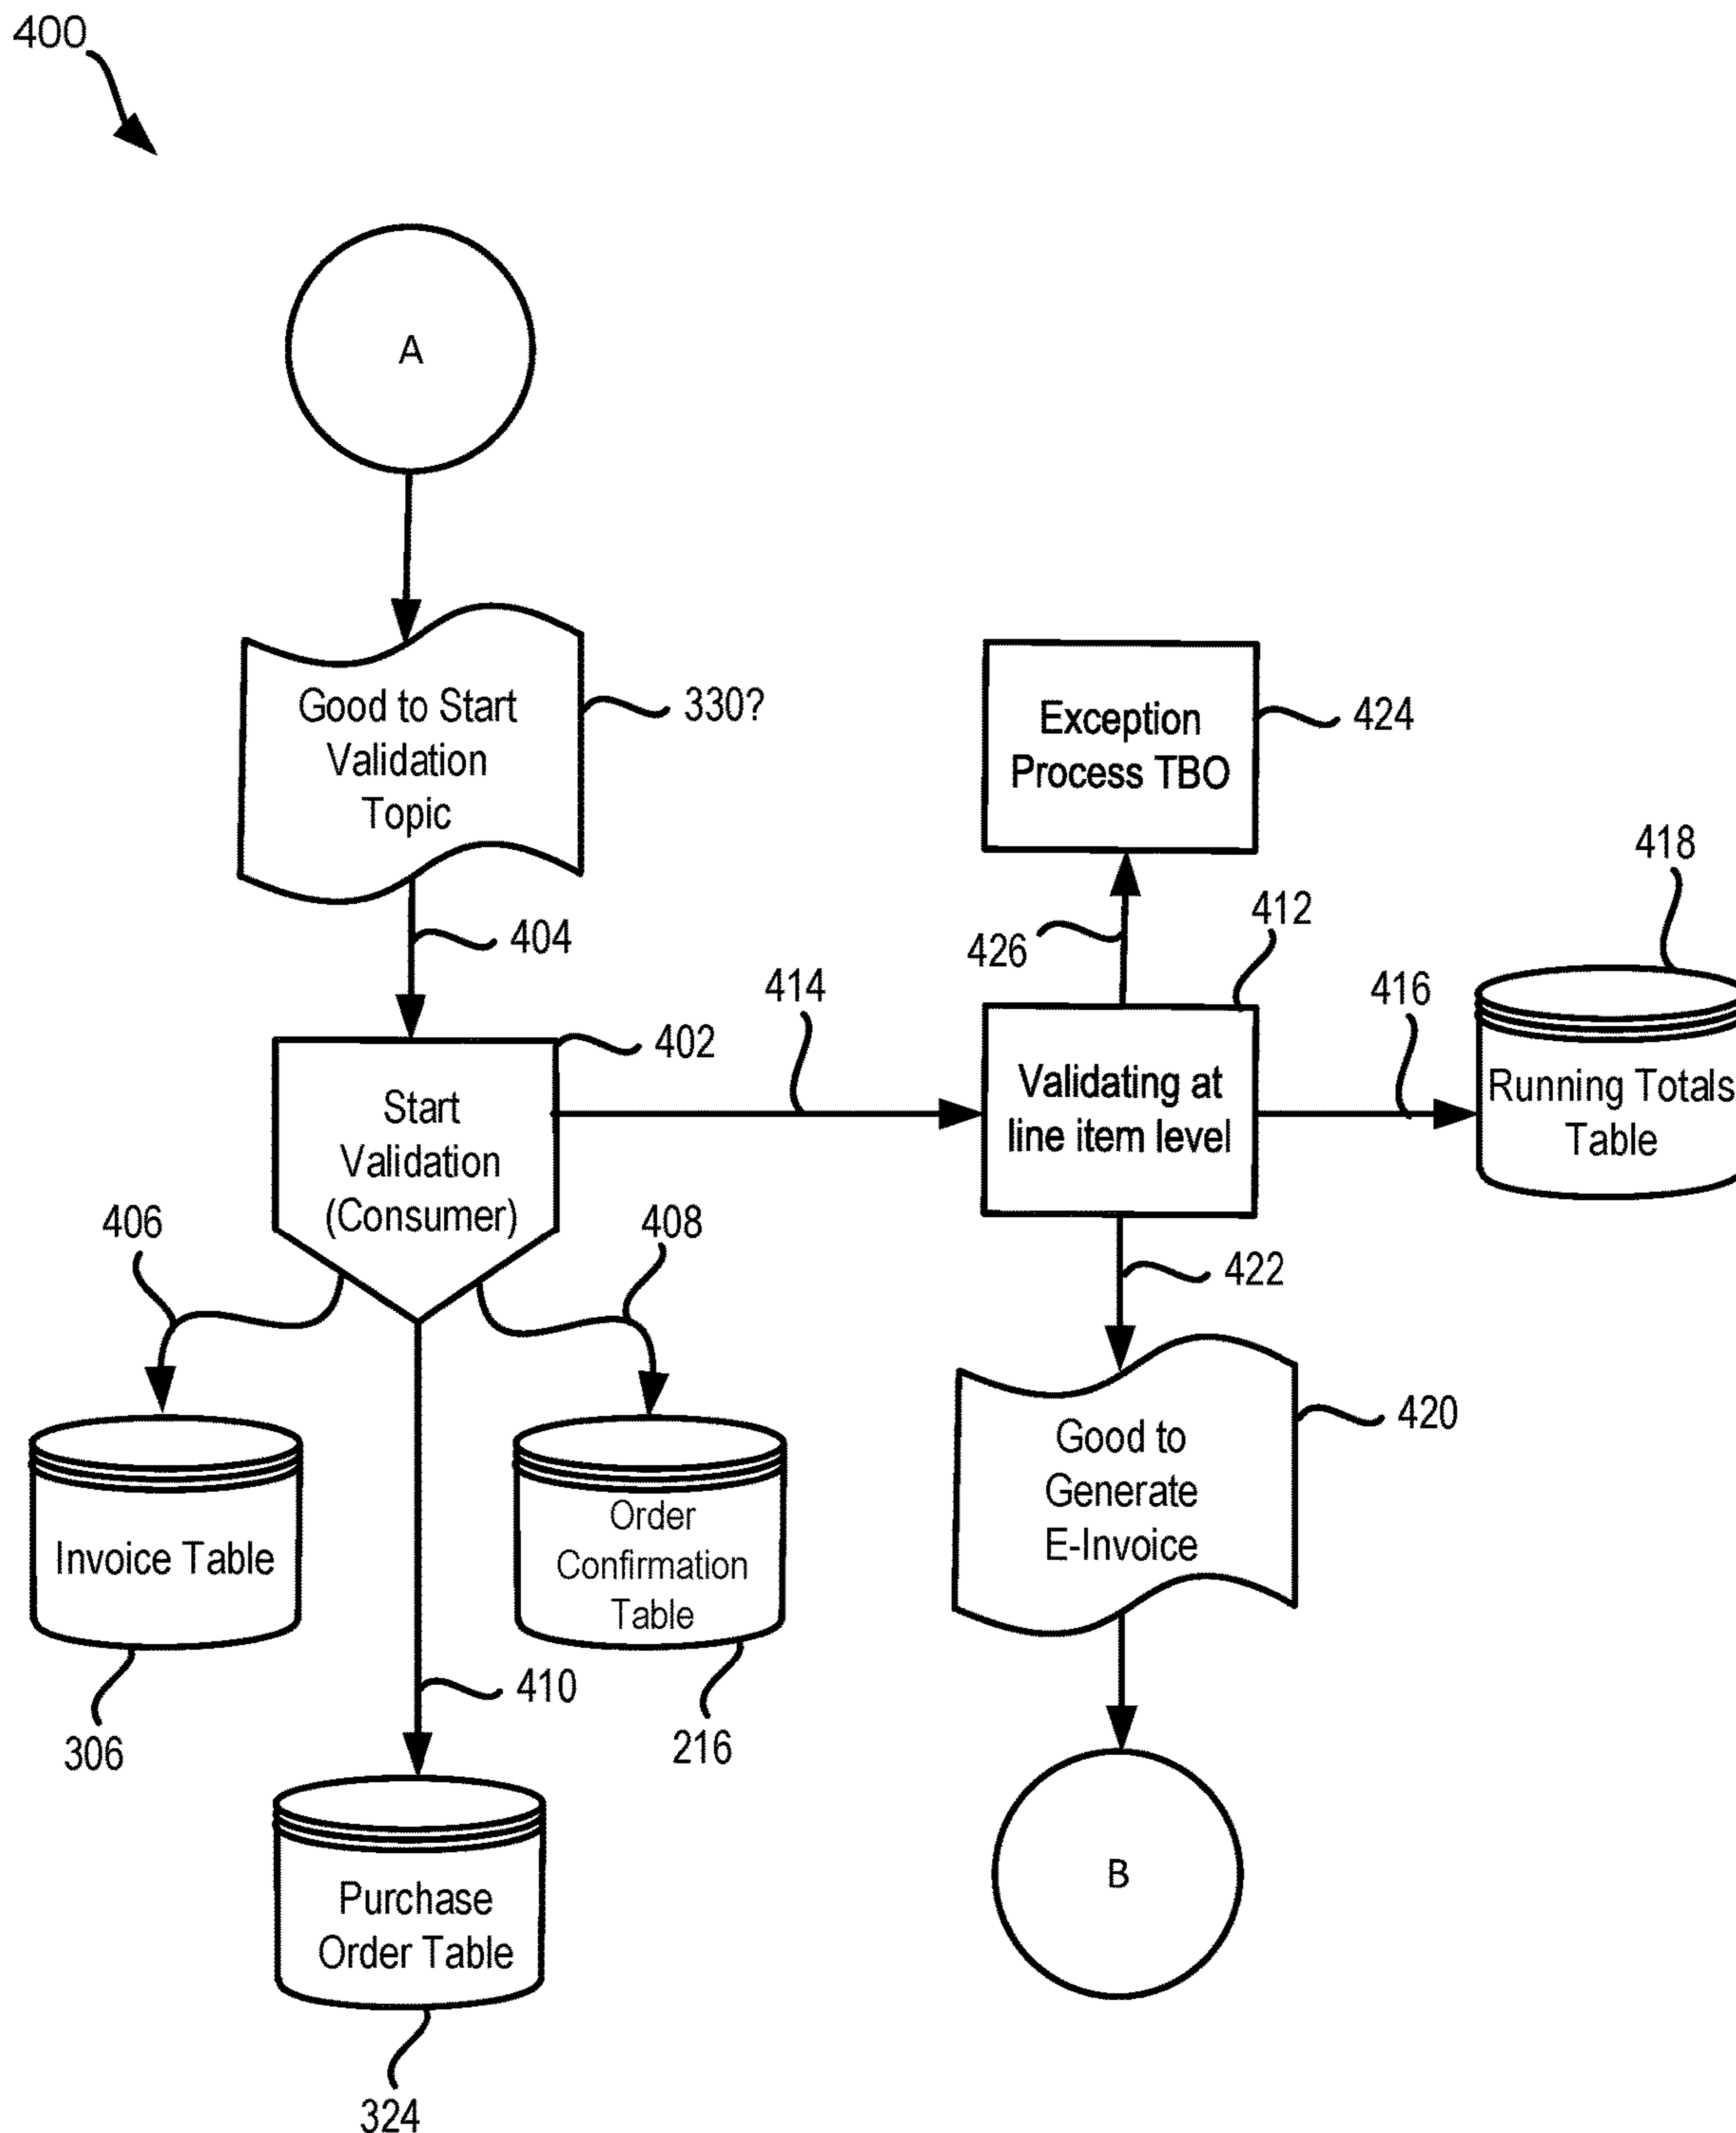 400
A
Good to Start
Validation
Topic
330?
404
Start
Validation
(Consumer)
402
414
406
408
Invoice Table
306
Order
Confirmation
Table
216
410
Purchase
Order Table
324
Exception
Process TBO
424
426
412
Validating at
line item level
416
418
Running Totals
Table
422
Good to
Generate
E-Invoice
420
B